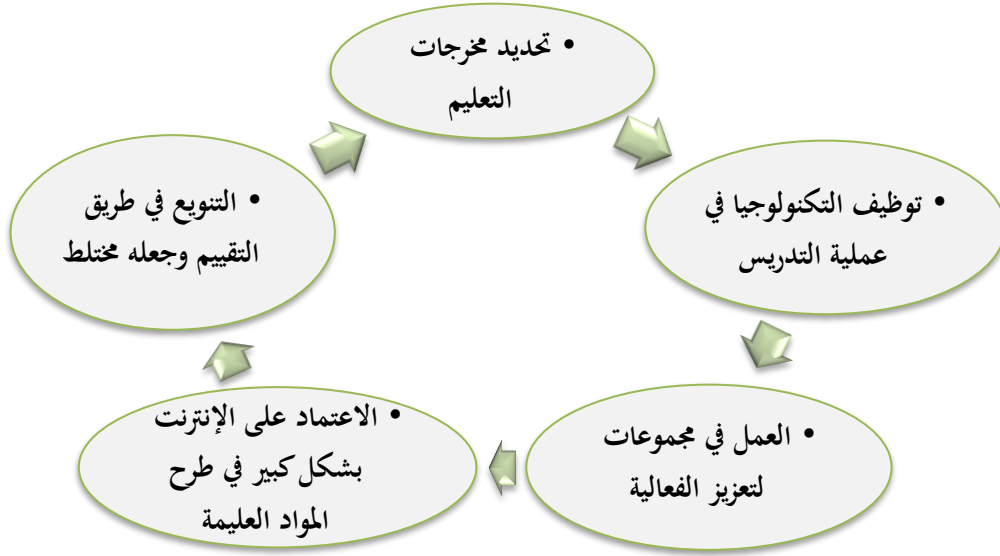 • تحديد مخرجات
التعليم
• توظيف التكنولوجيا في
عملية التدريس
• العمل في مجموعات
لتعزيز الفعالية
• الاعتماد على الإنترنت
بشكل كبير في طرح
المواد العليمة
• التنويع في طريق
التقييم وجعله مختلط